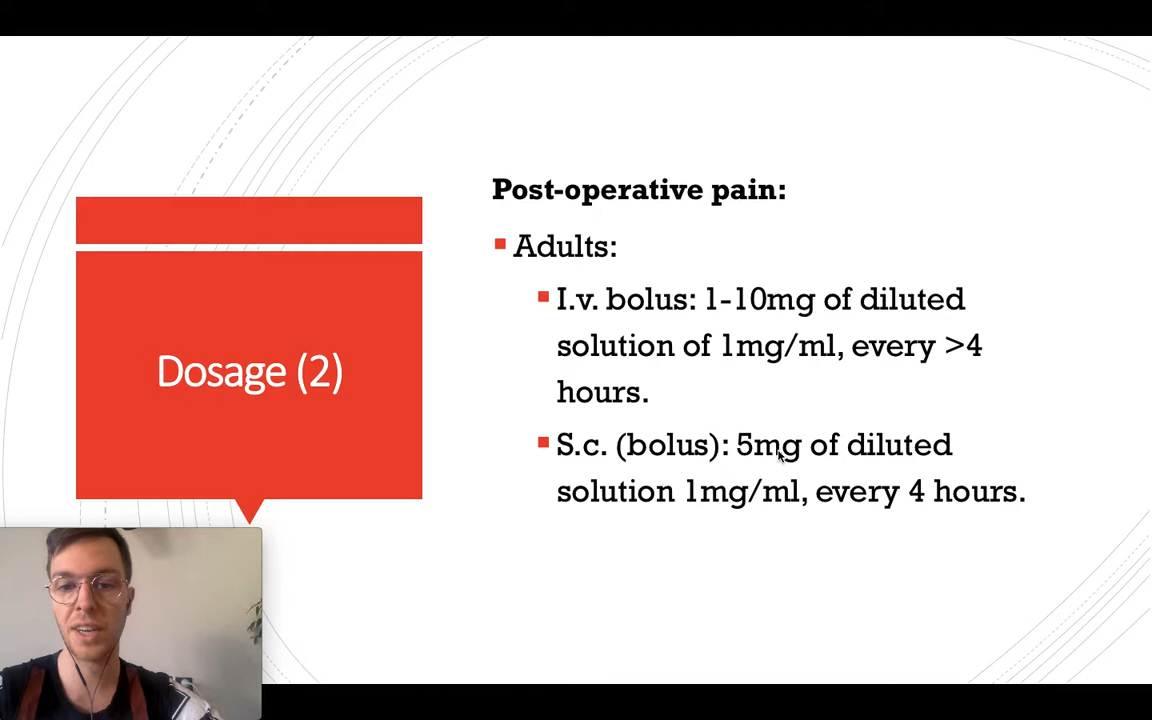 Dosage (2)
Post-operative pain:
Adults:
I.v. bolus: 1-10mg of diluted
solution of 1mg/ml, every >4
hours.
S.c. (bolus): 5mg of diluted
solution 1mg/ml, every 4 hours.